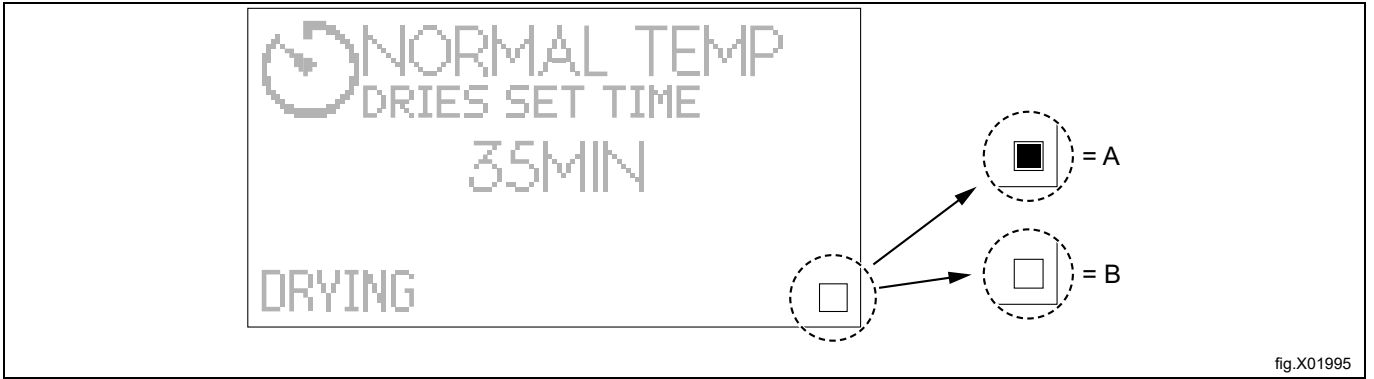 NORMAL TEMP
DRIES SET TIME
35MIN
DRYING
= A
= B
fig.X01995